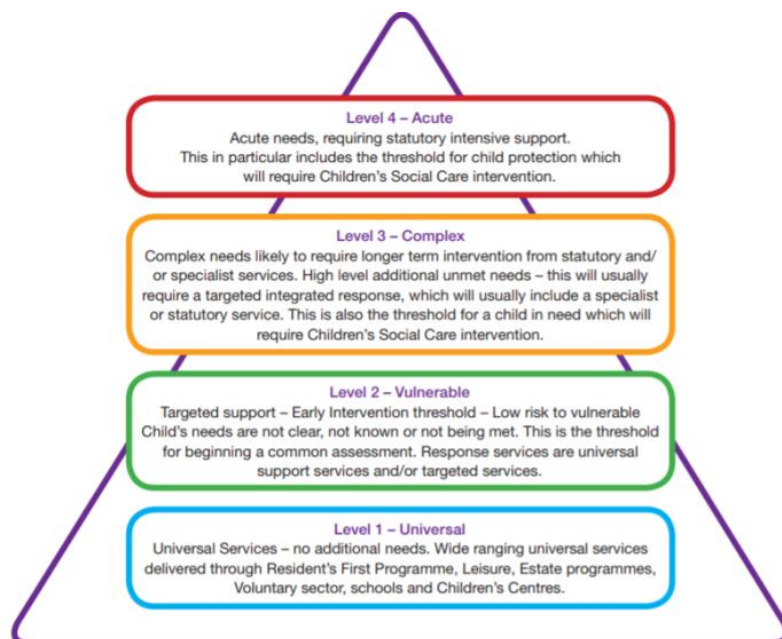 Level 4 – Acute
Acute needs, requiring statutory intensive support.
This in particular includes the threshold for child protection which
will require Children's Social Care intervention.
Level 3 – Complex
Complex needs likely to require longer term intervention from statutory and/
or specialist services. High level additional unmet needs – this will usually
require a targeted integrated response, which will usually include a specialist
or statutory service. This is also the threshold for a child in need which will
require Children's Social Care intervention.
Level 2 – Vulnerable
Targeted support – Early Intervention threshold – Low risk to vulnerable
Child's needs are not clear, not known or not being met. This is the threshold
for beginning a common assessment. Response services are universal
support services and/or targeted services.
Level 1 – Universal
Universal Services – no additional needs. Wide ranging universal services
delivered through Resident's First Programme, Leisure, Estate programmes,
Voluntary sector, schools and Children's Centres.